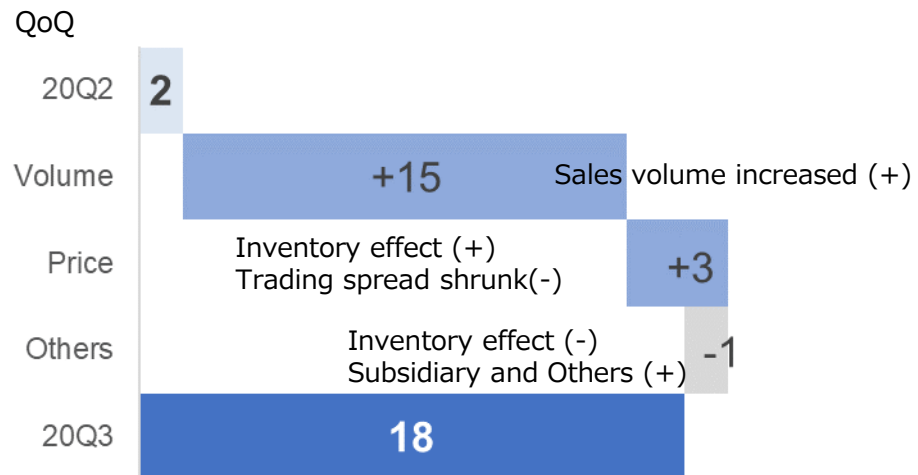 QoQ
20Q2 2
Volume +15 Sales volume increased (+)
Price Inventory effect (+) +3
Trading spread shrunk(-)
Others Inventory effect (-) -1
Subsidiary and Others (+)
20Q3 18